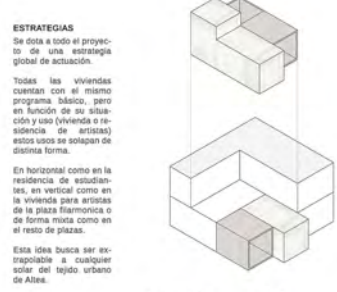 ESTRATEGIAS
Se dota a todo el proyec-
to de una estrategia
global de actuación.
Todas las viviendas
cuentan con el mismo
programa básico, pero
en función de su situa-
ción y uso (vivienda o re-
sidencia de artistas)
estos usos se solapan de
distinta forma.
En horizontal como en la
residencia de estudian-
tes, en vertical como en
la vivienda para artistas
de la plaza filarmonica o
de forma mixta como en
el resto de plazas.
Esta idea busca ser ex-
trapolable a cualquier
solar del tejido urbano
de Altea.